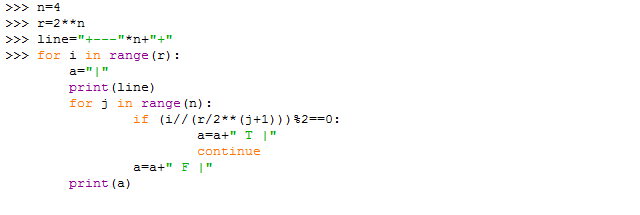 >>> n=4
>>> r=2**n
>>> line="+---"*n+"+"
>>> for i in range(r):
        a="|"
        print(line)
        for j in range(n):
                if (i//(r/2**(j+1)))%2==0:
                        a=a+" T |"
                        continue
                a=a+" F |"
        print(a)